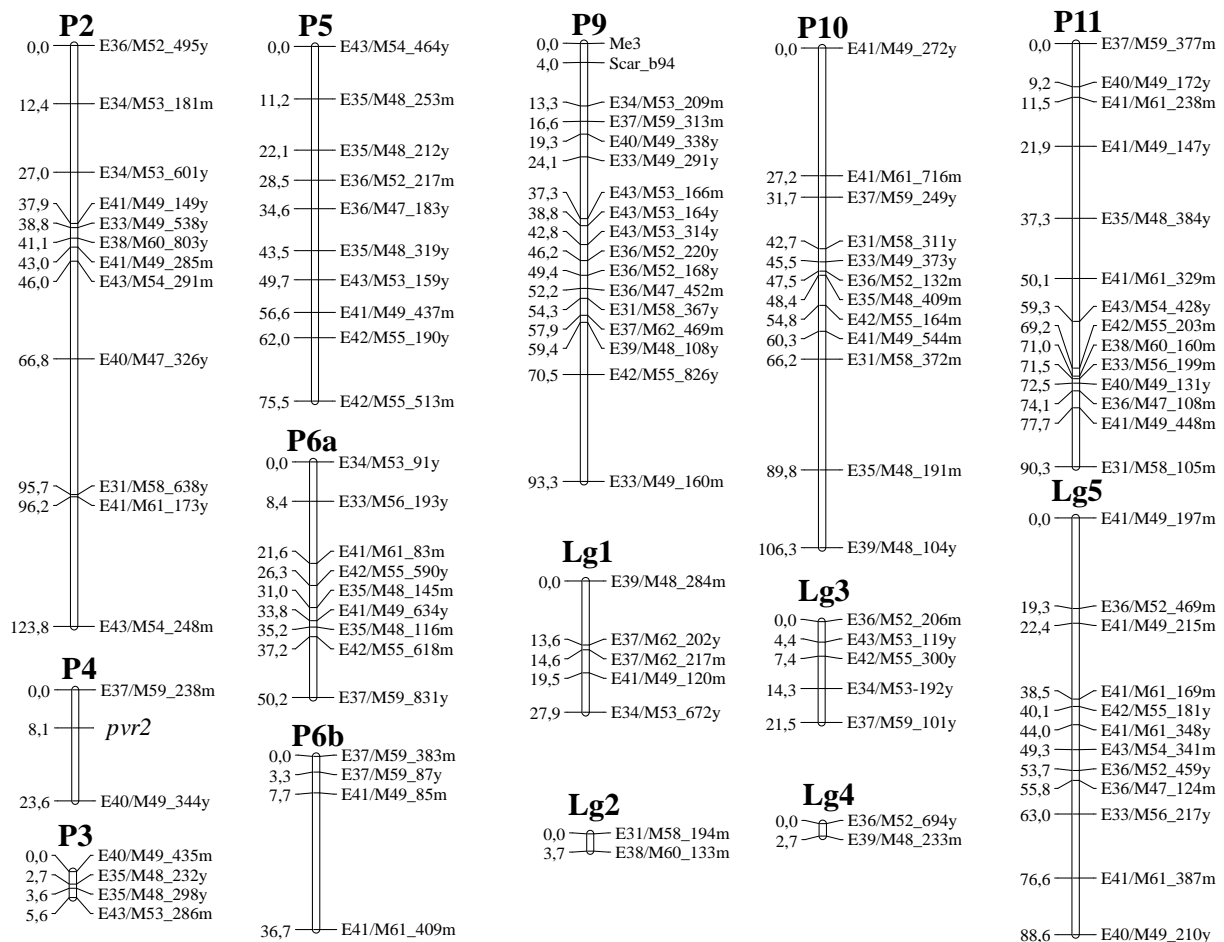 P2
0,0 E36/M52_495y
12,4 E34/M53_181m
27,0 E34/M53_601y
37,9 E41/M49_149y
38,8 E33/M49_538y
41,1 E38/M60_803y
43,0 E41/M49_285m
46,0 E43/M54_291m
66,8 E40/M47_326y
95,7 E31/M58_638y
96,2 E41/M61_173y
123,8 E43/M54_248m
P4
0,0 E37/M59_238m
8,1 pvr2
23,6 E40/M49_344y
P3
0,0 E40/M49_435m
2,7 E35/M48_232y
3,6 E35/M48_298y
5,6 E43/M53_286m
P5
0,0 E43/M54_464y
11,2 E35/M48_253m
22,1 E35/M48_212y
28,5 E36/M52_217m
34,6 E36/M47_183y
43,5 E35/M48_319y
49,7 E43/M53_159y
56,6 E41/M49_437m
62,0 E42/M55_190y
75,5 E42/M55_513m
P6a
0,0 E34/M53_91y
8,4 E33/M56_193y
21,6 E41/M61_83m
26,3 E42/M55_590y
31,0 E35/M48_145m
33,8 E41/M49_634y
35,2 E35/M48_116m
37,2 E42/M55_618m
50,2 E37/M59_831y
P6b
0,0 E37/M59_383m
3,3 E37/M59_87y
7,7 E41/M49_85m
36,7 E41/M61_409m
P9
0,0 Me3
4,0 Scar_b94
13,3 E34/M53_209m
16,6 E37/M59_313m
19,3 E40/M49_338y
24,1 E33/M49_291y
37,3 E43/M53_166m
38,8 E43/M53_164y
42,8 E43/M53_314y
46,2 E36/M52_220y
49,4 E36/M52_168y
52,2 E36/M47_452m
54,3 E31/M58_367y
57,9 E37/M62_469m
59,4 E39/M48_108y
70,5 E42/M55_826y
93,3 E33/M49_160m
Lg1
0,0 E39/M48_284m
13,6 E37/M62_202y
14,6 E37/M62_217m
19,5 E41/M49_120m
27,9 E34/M53_672y
Lg2
0,0 E31/M58_194m
3,7 E38/M60_133m
P10
0,0 E41/M49_272y
27,2 E41/M61_716m
31,7 E37/M59_249y
42,7 E31/M58_311y
45,5 E33/M49_373y
47,5 E36/M52_132m
48,4 E35/M48_409m
54,8 E42/M55_164m
60,3 E41/M49_544m
66,2 E31/M58_372m
89,8 E35/M48_191m
106,3 E39/M48_104y
Lg3
0,0 E36/M52_206m
4,4 E43/M53_119y
7,4 E42/M55_300y
14,3 E34/M53-192y
21,5 E37/M59_101y
Lg4
0,0 E36/M52_694y
2,7 E39/M48_233m
P11
0,0 E37/M59_377m
9,2 E40/M49_172y
11,5 E41/M61_238m
21,9 E41/M49_147y
37,3 E35/M48_384y
50,1 E41/M61_329m
59,3 E43/M54_428y
69,2 E42/M55_203m
71,0 E38/M60_160m
71,5 E33/M56_199m
72,5 E40/M49_131y
74,1 E36/M47_108m
77,7 E41/M49_448m
90,3 E31/M58_105m
Lg5
0,0 E41/M49_197m
19,3 E36/M52_469m
22,4 E41/M49_215m
38,5 E41/M61_169m
40,1 E42/M55_181y
44,0 E41/M61_348y
49,3 E43/M54_341m
53,7 E36/M52_459y
55,8 E36/M47_124m
63,0 E33/M56_217y
76,6 E41/M61_387m
88,6 E40/M49_210y